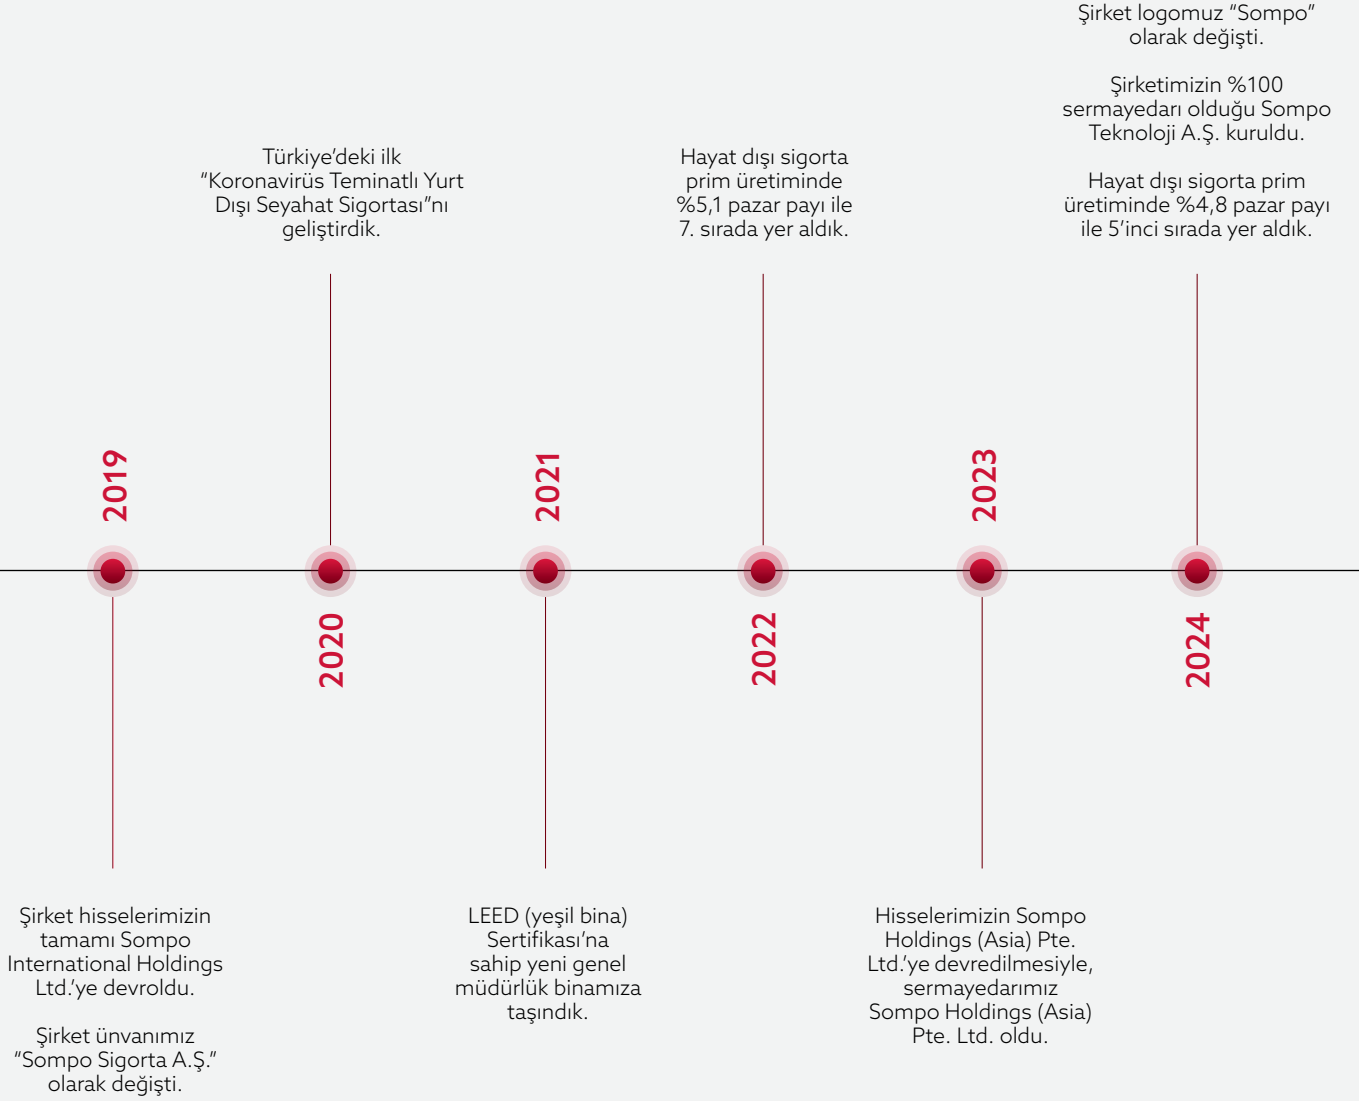 2019
Şirket hisselerimizin
tamamı Sompo
International Holdings
Ltd.’ye devroldu.
Şirket ünvanımız
“Sompo Sigorta A.Ş.”
olarak değişti.
Türkiye’deki ilk
“Koronavirüs Teminatlı Yurt
Dışı Seyahat Sigortası”nı
geliştirdik.
2020
2021
LEED (yeşil bina)
Sertifikası’na
sahip yeni genel
müdürlük binamıza
taşındık.
Hayat dışı sigorta
prim üretiminde
%5,1 pazar payı ile
7. sırada yer aldık.
2022
2023
Hisselerimizin Sompo
Holdings (Asia) Pte.
Ltd.’ye devredilmesiyle,
sermayedarımız
Sompo Holdings (Asia)
Pte. Ltd. oldu.
Şirket logomuz “Sompo”
olarak değişti.
Şirketimizin %100
sermayedarı olduğu Sompo
Teknoloji A.Ş. kuruldu.
Hayat dışı sigorta prim
üretiminde %4,8 pazar payı
ile 5’inci sırada yer aldık.
2024